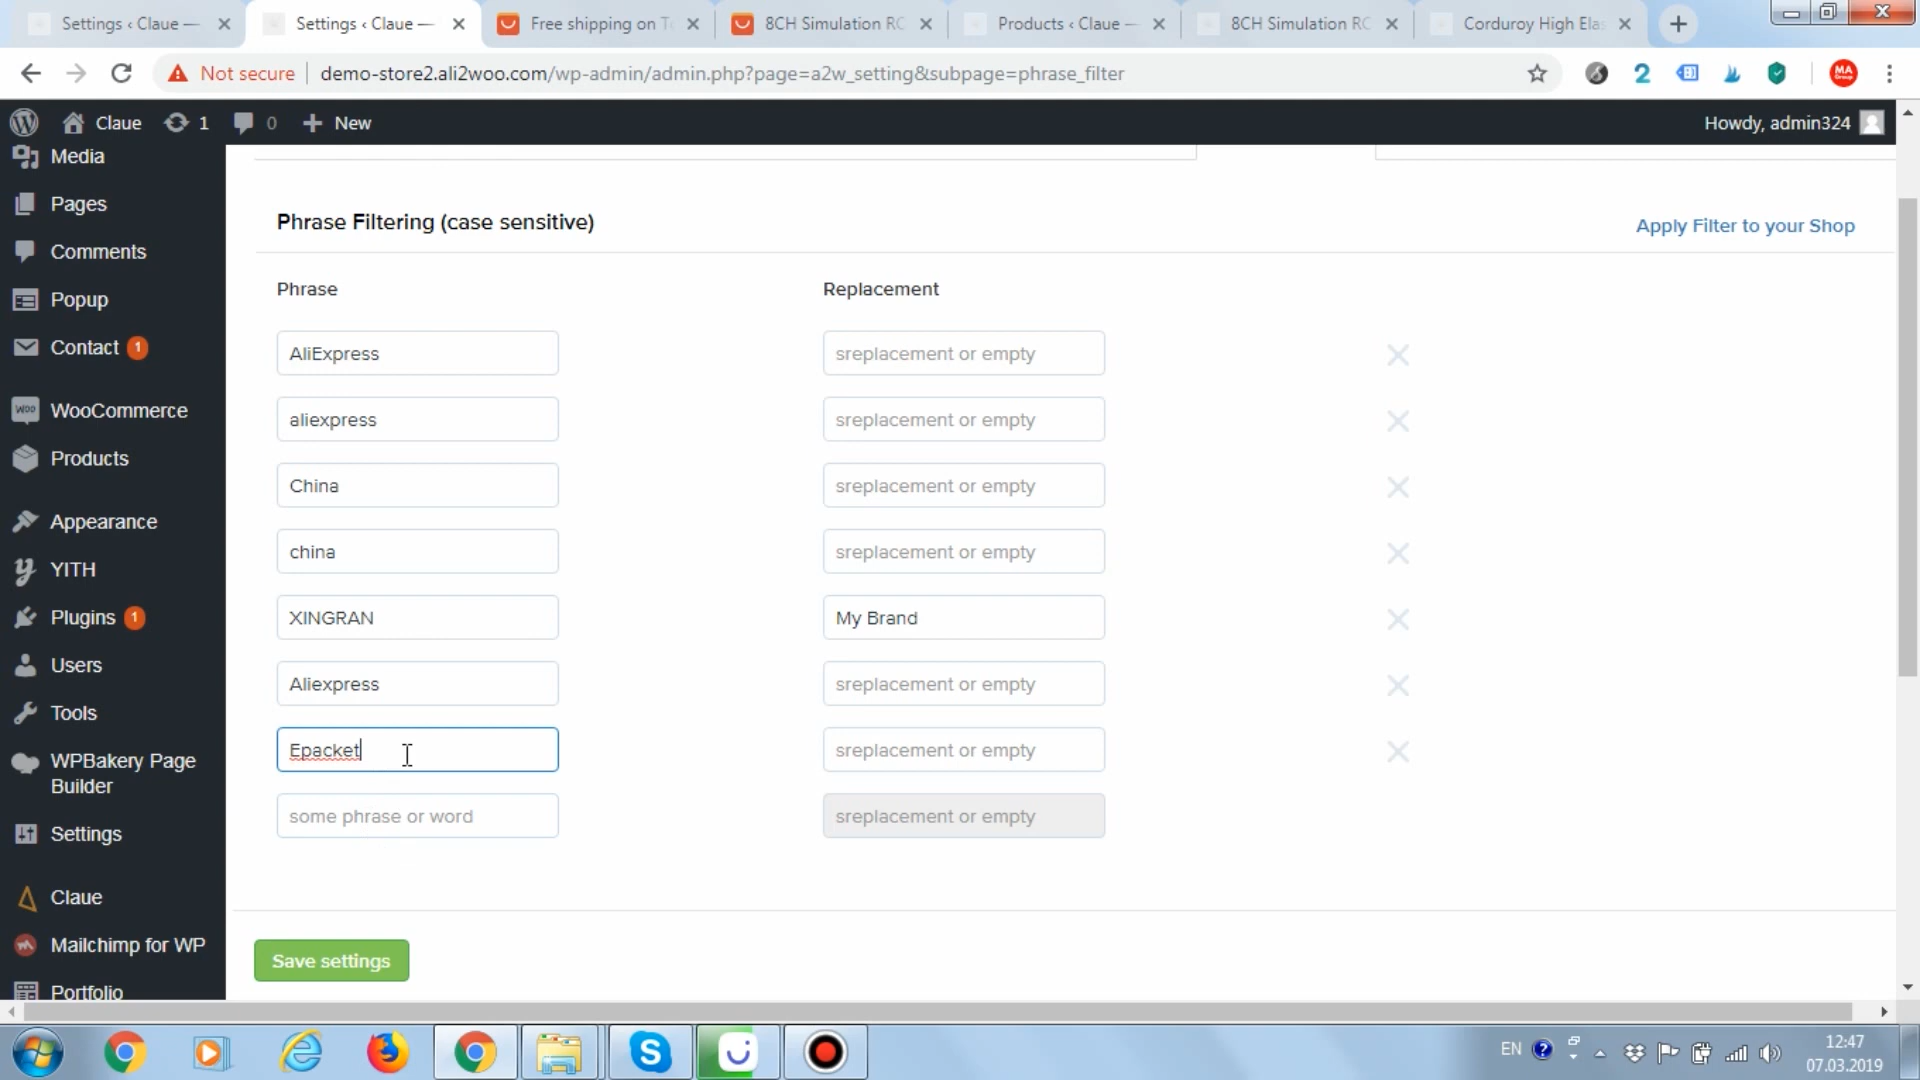 Settings ‹ Claue —
Settings ‹ Claue —
Free shipping on T
8CH Simulation RC
Products ‹ Claue —
8CH Simulation RC
Corduroy High Elas
Not secure
demo-store2.ali2woo.com/wp-admin/admin.php?page=a2w_setting&subpage=phrase_filter
2
MA
Group
Claue
1
0
New
Howdy, admin324
Media
Pages
Comments
Popup
Contact 1
WooCommerce
Products
Appearance
YITH
Plugins 1
Users
Tools
WPBakery Page
Builder
Settings
Claue
Mailchimp for WP
Portfolio
Phrase Filtering (case sensitive)
Apply Filter to your Shop
Phrase
Replacement
AliExpress
sreplacement or empty
aliexpress
sreplacement or empty
China
sreplacement or empty
china
sreplacement or empty
XINGRAN
My Brand
Aliexpress
sreplacement or empty
Epacket
sreplacement or empty
some phrase or word
sreplacement or empty
Save settings
EN
12:47
07.03.2019